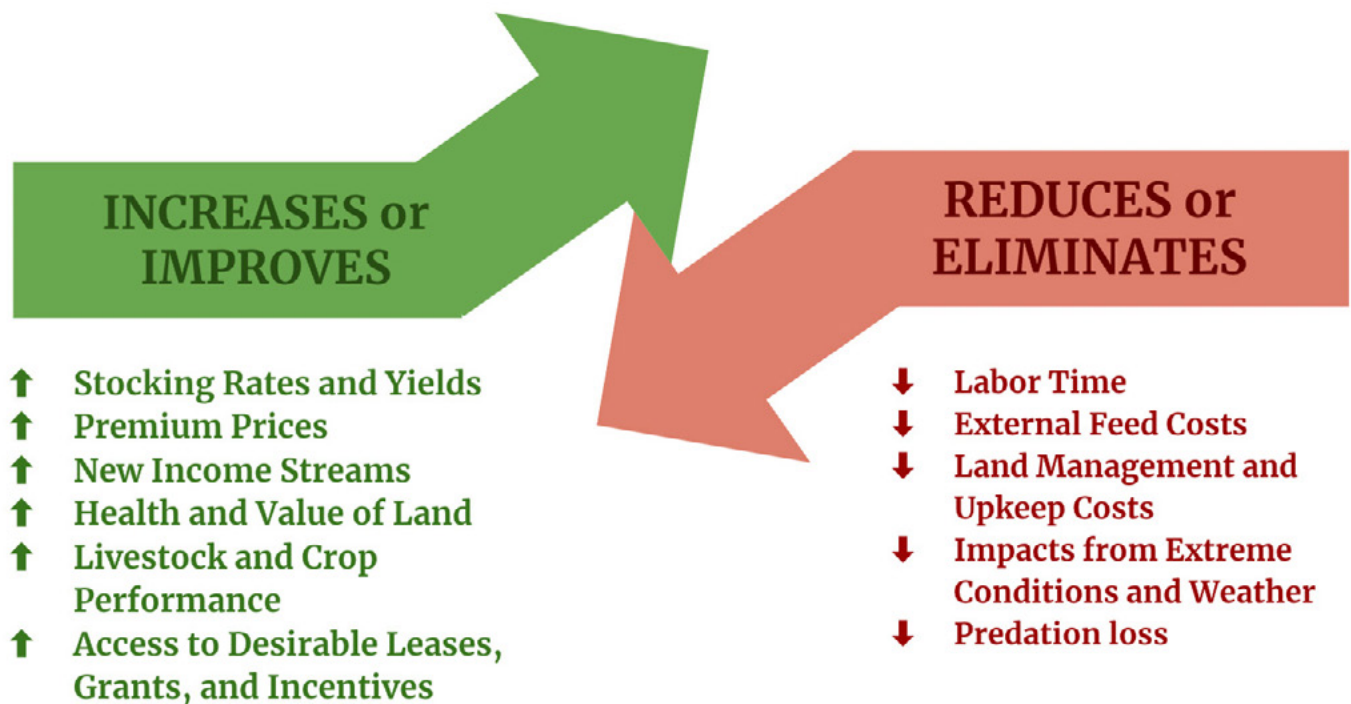 INCREASES or
IMPROVES
Stocking Rates and Yields
Premium Prices
New Income Streams
Health and Value of Land
Livestock and Crop
Performance
Access to Desirable Leases,
Grants, and Incentives
REDUCES or
ELIMINATES
Labor Time
External Feed Costs
Land Management and
Upkeep Costs
Impacts from Extreme
Conditions and Weather
Predation loss